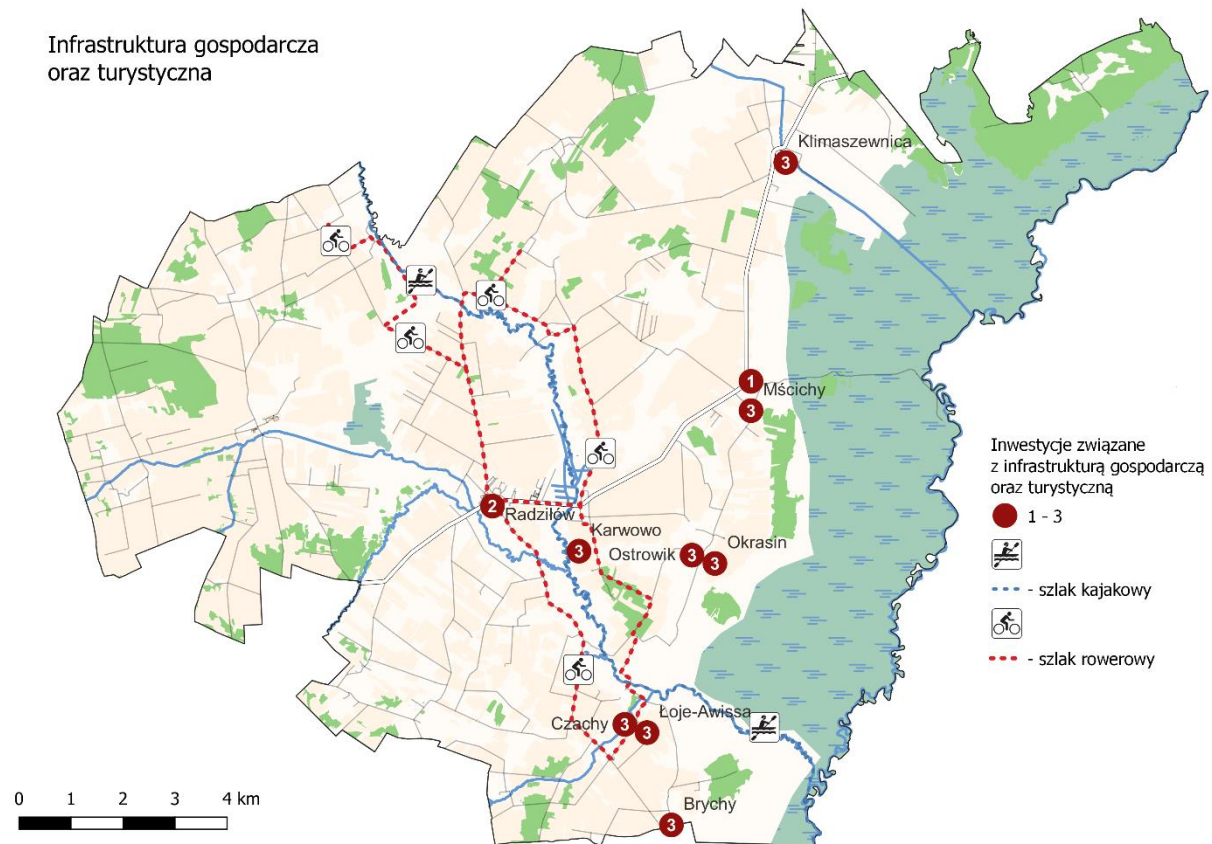 Infrastruktura gospodarcza
oraz turystyczna
Klimaszewnica
3
1
Mścichy
3
2
Radziłów
Karwowo
3
Ostrowik
3
3
Okrasin
Czachy
3
3
Łoje-Awissa
Brychy
3
Inwestycje związane
z infrastrukturą gospodarczą
oraz turystyczną
1 - 3
- szlak kajakowy
- szlak rowerowy
0 1 2 3 4 km